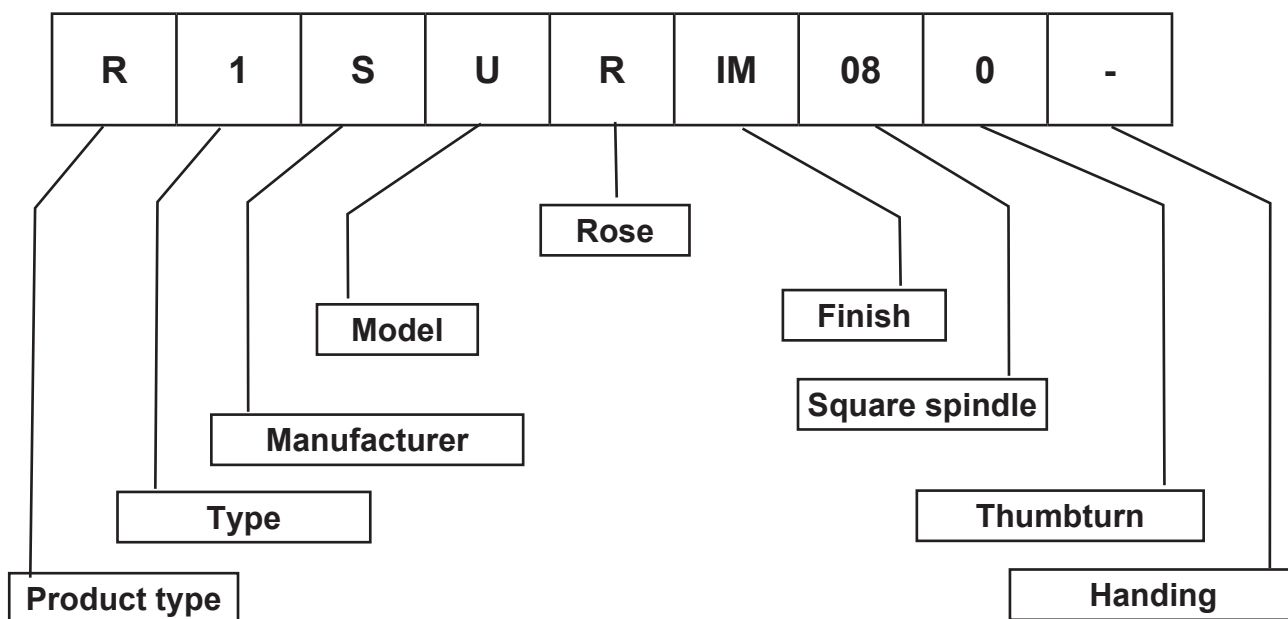 R 1 S U R IM 08 0 -
Rose
Model
Finish
Square spindle
Manufacturer
Type
Thumbturn
Product type
Handing